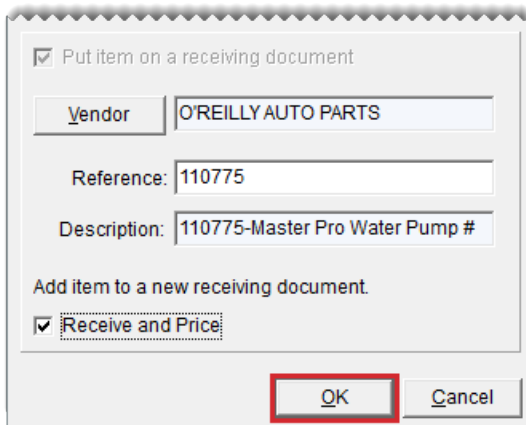 Put item on a receiving document
Vendor O'REILLY AUTO PARTS
Reference: 110775
Description: 110775-Master Pro Water Pump #
Add item to a new receiving document.
Receive and Price
OK Cancel